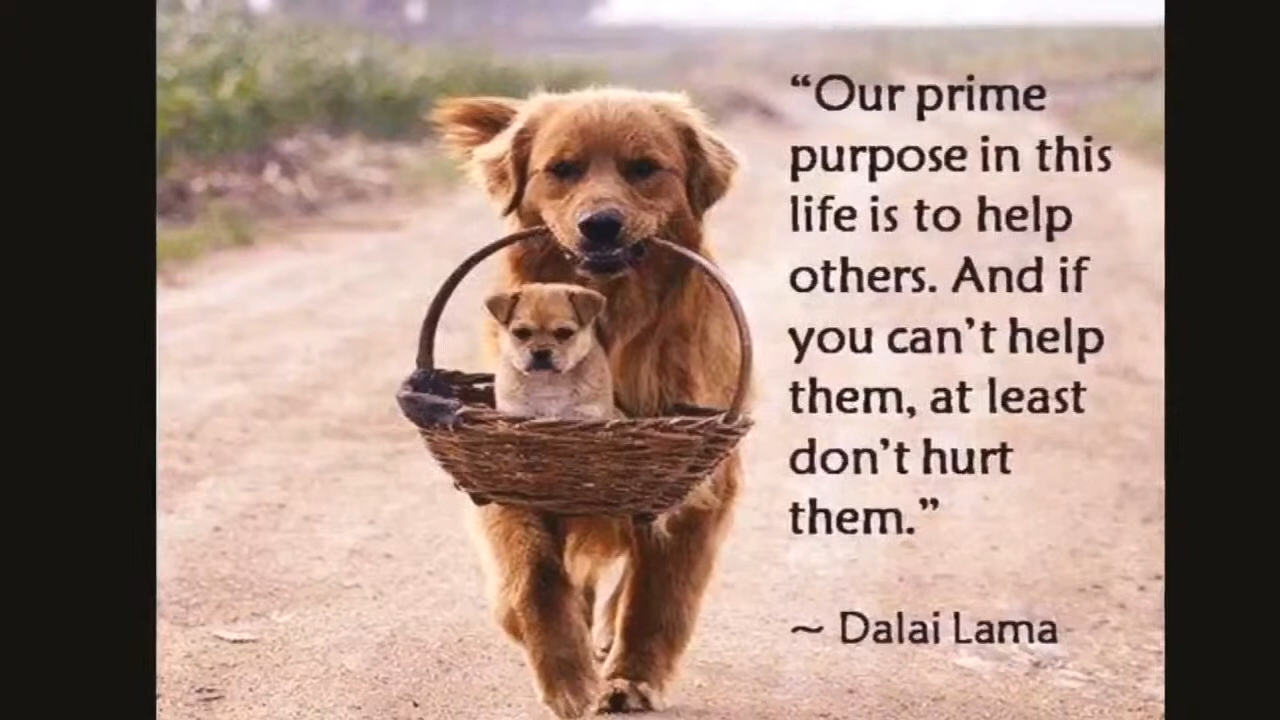 “Our prime
purpose in this
life is to help
others. And if
you can’t help
them, at least
don’t hurt
them.”
~ Dalai Lama